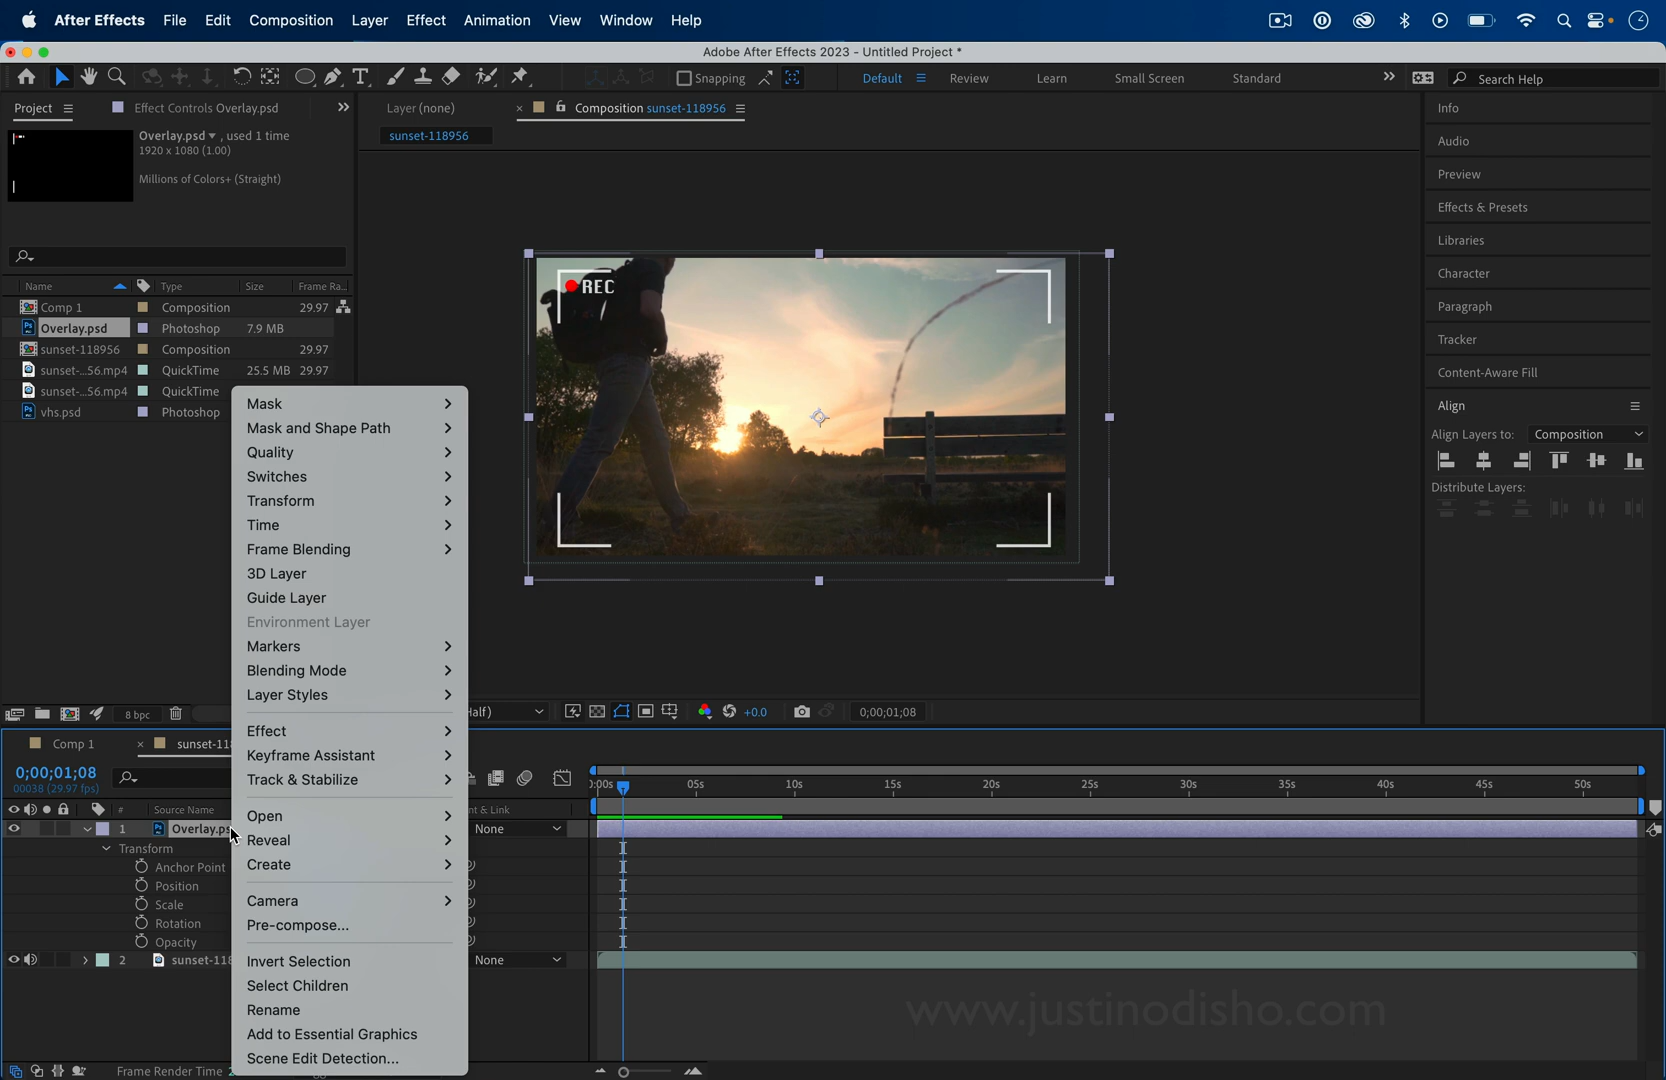 After Effects File Edit Composition Layer Effect Animation View Window Help
Adobe After Effects 2023 - Untitled Project *
Snapping Default Review Learn Small Screen Standard Search Help
Project Effect Controls Overlay.psd
Layer (none) Composition sunset-118956
sunset-118956
Overlay.psd , used 1 time
1920 x 1080 (1.00)
Millions of Colors+ (Straight)
Name Type Size Frame Ra...
Comp 1 Composition 29.97
Overlay.psd Photoshop 7.9 MB
sunset-118956 Composition 29.97
sunset-...56.mp4 QuickTime 25.5 MB 29.97
sunset-...56.mp4 QuickTime
vhs.psd Photoshop
8 bpc
REC
Info
Audio
Preview
Effects & Presets
Libraries
Character
Paragraph
Tracker
Content-Aware Fill
Align
Align Layers to: Composition
Distribute Layers:
Mask
Mask and Shape Path
Quality
Switches
Transform
Time
Frame Blending
3D Layer
Guide Layer
Environment Layer
Markers
Blending Mode
Layer Styles
Effect
Keyframe Assistant
Track & Stabilize
Open
Reveal
Create
Camera
Pre-compose...
Invert Selection
Select Children
Rename
Add to Essential Graphics
Scene Edit Detection...
Half) +0.0 0;00;01;08
Comp 1 sunset-11
0;00;01;08
00038 (29.97 fps)
:00s 05s 10s 15s 20s 25s 30s 35s 40s 45s 50s
# Source Name nt & Link
1 Overlay.ps None
Transform
Anchor Point
Position
Scale
Rotation
Opacity
2 sunset-118 None
www.justinodisho.com
Frame Render Time